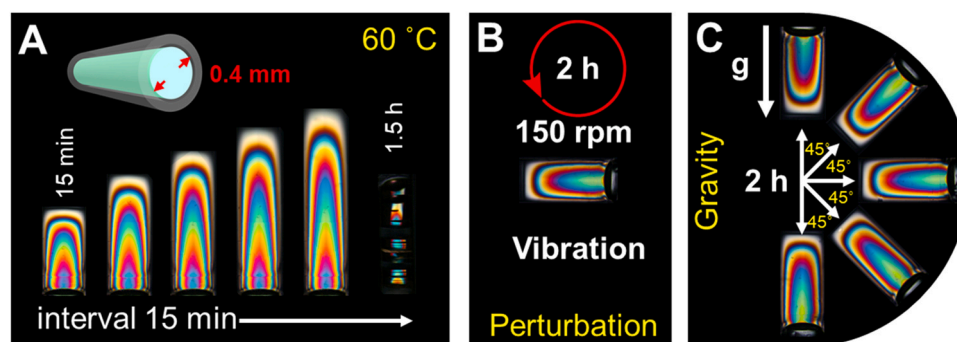 A
60 °C
0.4 mm
15 min
1.5 h
interval 15 min
B
2 h
150 rpm
Vibration
Perturbation
C
g
Gravity
2 h
45°
45°
45°
45°